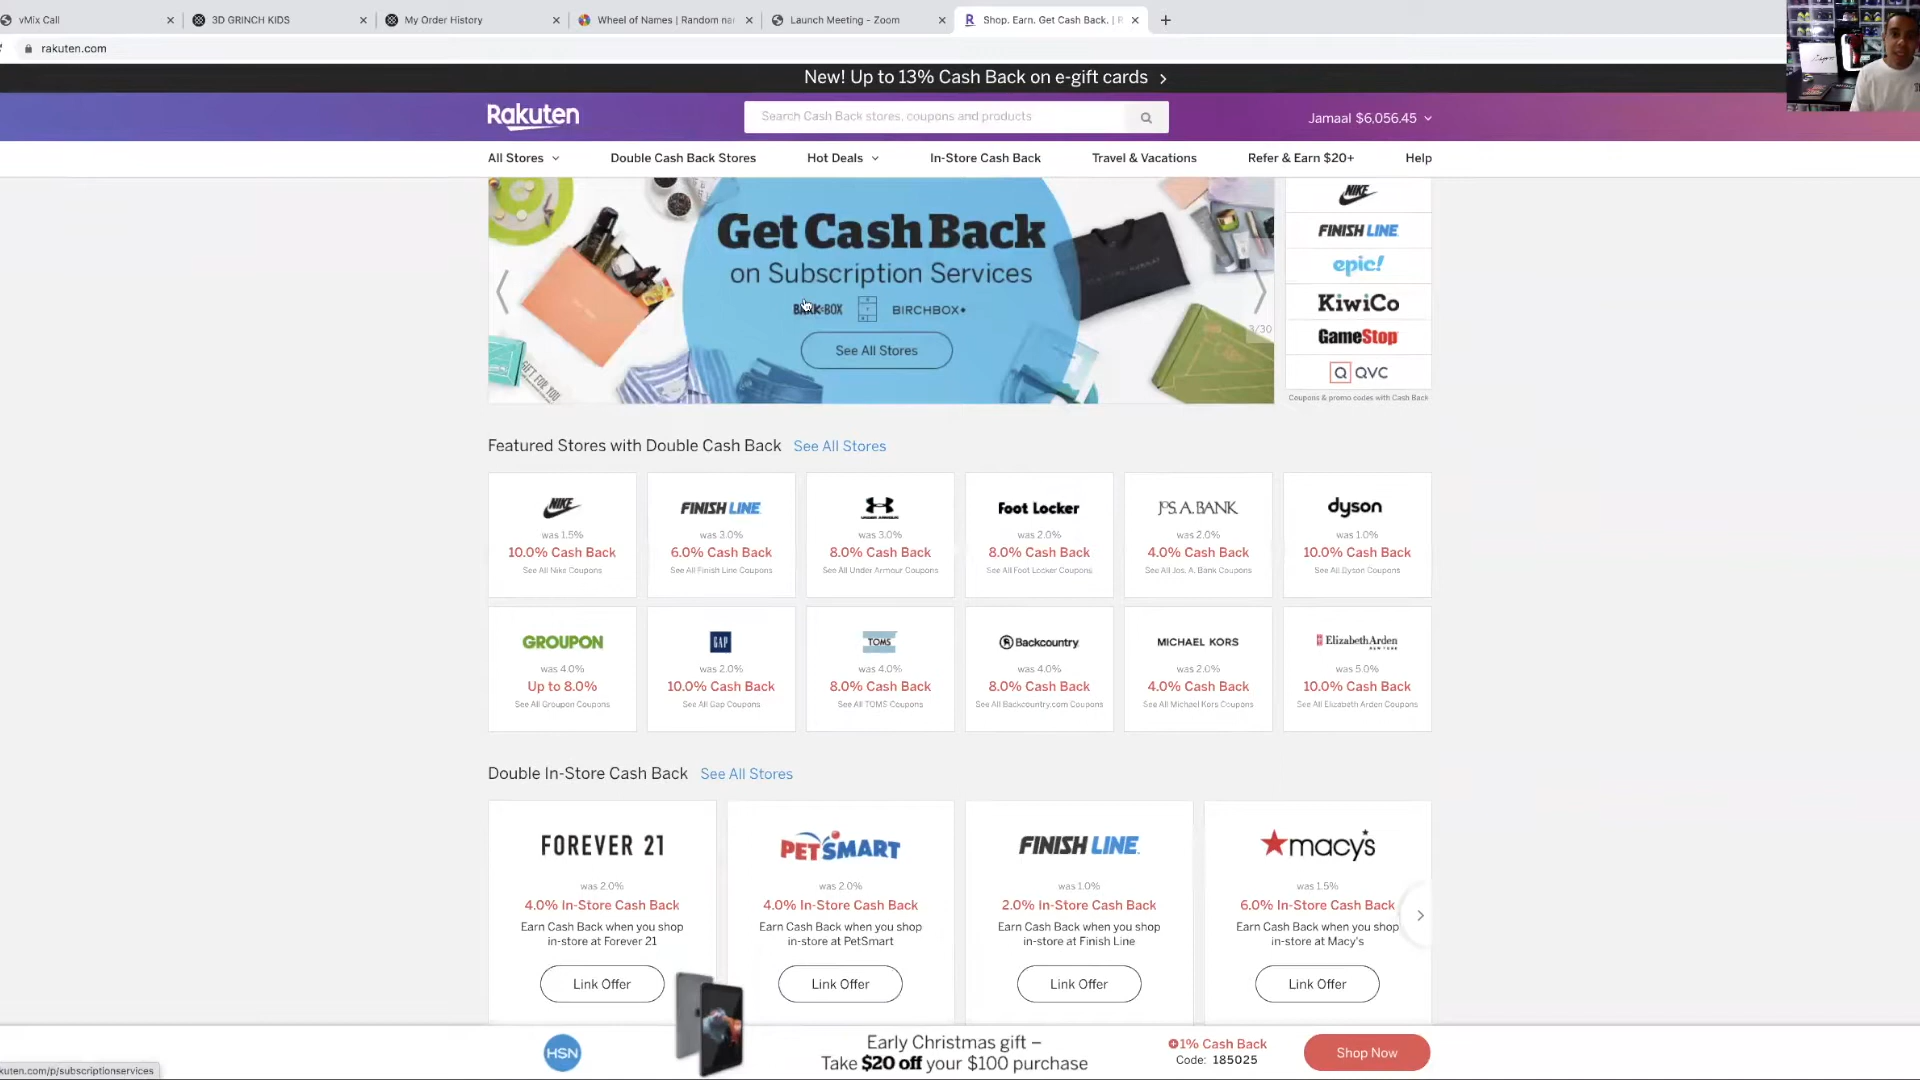 vMix Call
3D GRINCH KIDS
My Order History
Wheel of Names | Random na
Launch Meeting - Zoom
Shop. Earn. Get Cash Back. | R
rakuten.com
New! Up to 13% Cash Back on e-gift cards
Rakuten
Search Cash Back stores, coupons and products
Jamaal $6,056.45
All Stores
Double Cash Back Stores
Hot Deals
In-Store Cash Back
Travel & Vacations
Refer & Earn $20+
Help
Get Cash Back
on Subscription Services
BARKBOX
BIRCHBOX+
See All Stores
3/30
GIFT FOR YOU
NIKE
FINISH LINE
epic!
KiwiCo
GameStop
Q QVC
Coupons & promo codes with Cash Back
Featured Stores with Double Cash Back See All Stores
NIKE
was 1.5%
10.0% Cash Back
See All Nike Coupons
FINISH LINE
was 3.0%
6.0% Cash Back
See All Finish Line Coupons
UNDER ARMOUR
was 3.0%
8.0% Cash Back
See All Under Armour Coupons
Foot Locker
was 2.0%
8.0% Cash Back
See All Foot Locker Coupons
JOS. A. BANK
was 2.0%
4.0% Cash Back
See All Jos. A. Bank Coupons
dyson
was 1.0%
10.0% Cash Back
See All Dyson Coupons
GROUPON
was 4.0%
Up to 8.0%
See All Groupon Coupons
GAP
was 2.0%
10.0% Cash Back
See All Gap Coupons
TOMS
was 4.0%
8.0% Cash Back
See All TOMS Coupons
Backcountry
was 4.0%
8.0% Cash Back
See All Backcountry.com Coupons
MICHAEL KORS
was 2.0%
4.0% Cash Back
See All Michael Kors Coupons
Elizabeth Arden
NEW YORK
was 5.0%
10.0% Cash Back
See All Elizabeth Arden Coupons
Double In-Store Cash Back See All Stores
FOREVER 21
was 2.0%
4.0% In-Store Cash Back
Earn Cash Back when you shop
in-store at Forever 21
Link Offer
PETSMART
was 2.0%
4.0% In-Store Cash Back
Earn Cash Back when you shop
in-store at PetSmart
Link Offer
FINISH LINE
was 1.0%
2.0% In-Store Cash Back
Earn Cash Back when you shop
in-store at Finish Line
Link Offer
macy's
was 1.5%
6.0% In-Store Cash Back
Earn Cash Back when you shop
in-store at Macy's
Link Offer
HSN
Early Christmas gift –
Take $20 off your $100 purchase
+1% Cash Back
Code: 185025
Shop Now
kuten.com/p/subscriptionservices